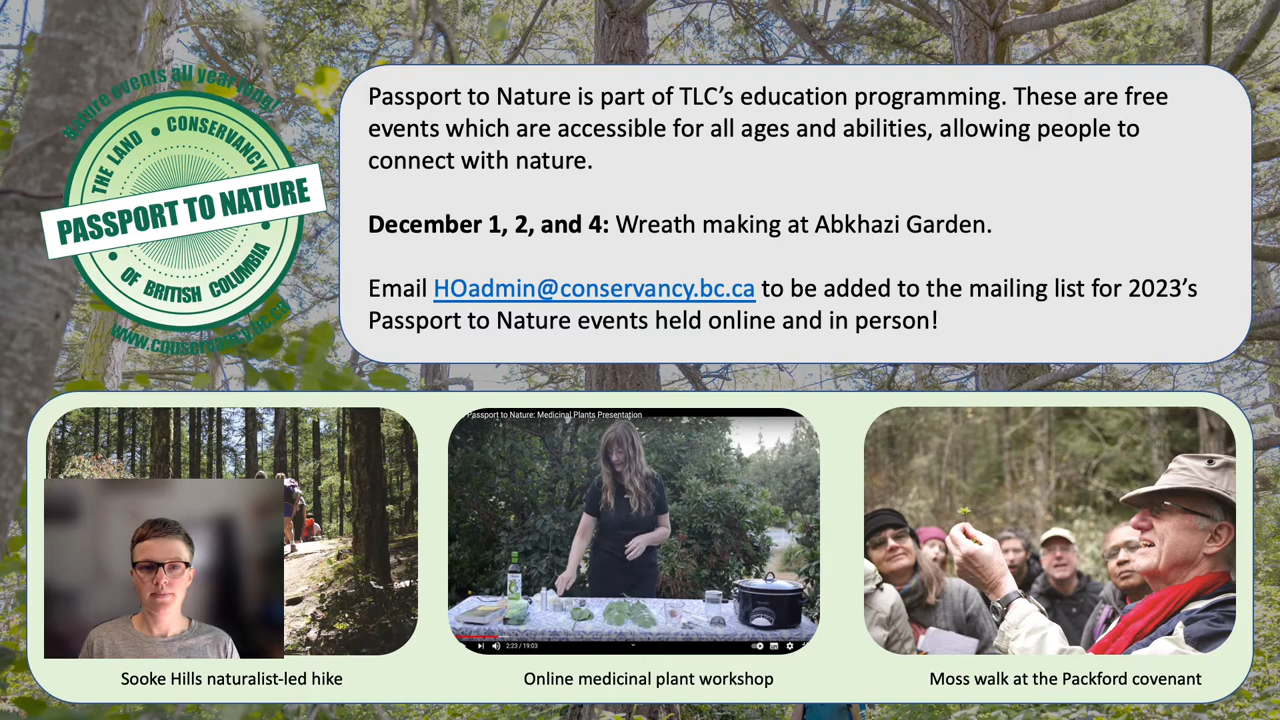 Nature events all year long!
THE LAND • CONSERVANCY
PASSPORT TO NATURE
• OF BRITISH COLUMBIA •
www.conservancy.bc.ca
Passport to Nature is part of TLC’s education programming. These are free
events which are accessible for all ages and abilities, allowing people to
connect with nature.
December 1, 2, and 4: Wreath making at Abkhazi Garden.
Email HOadmin@conservancy.bc.ca to be added to the mailing list for 2023’s
Passport to Nature events held online and in person!
Passport to Nature: Medicinal Plants Presentation
2:23 / 19:03
Sooke Hills naturalist-led hike
Online medicinal plant workshop
Moss walk at the Packford covenant